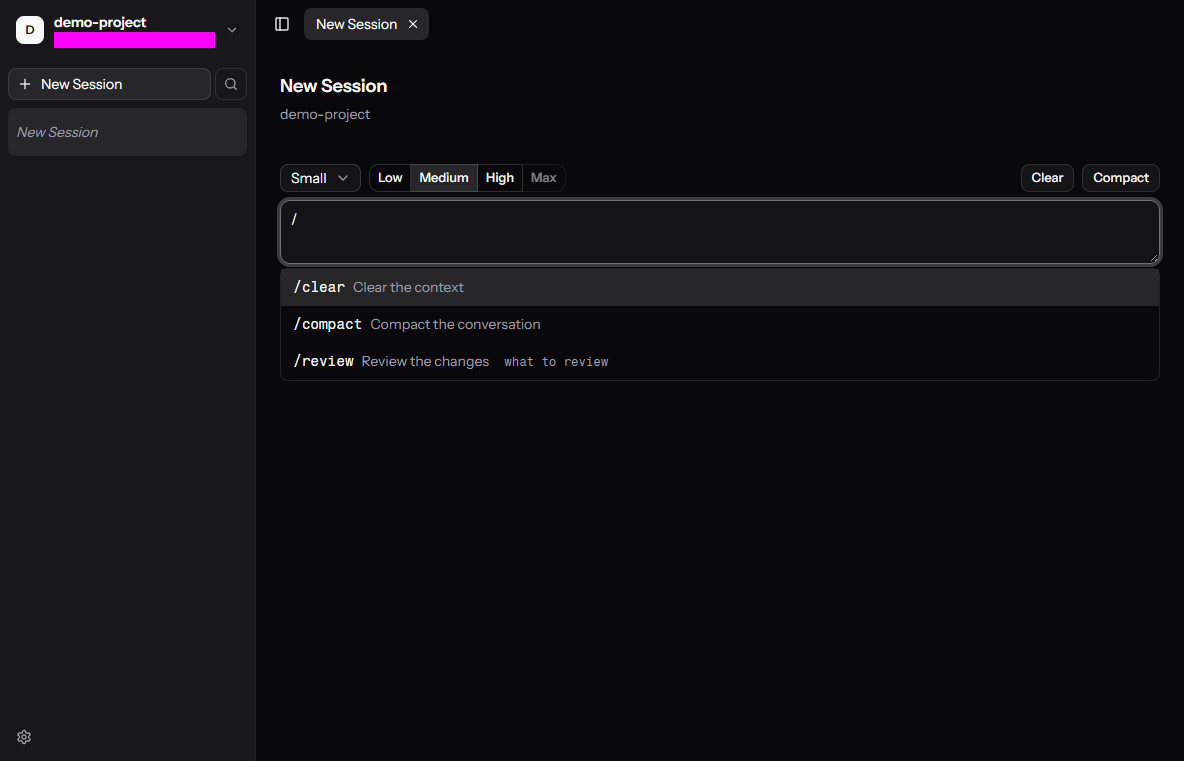 D
demo-project
New Session
New Session
New Session
New Session
demo-project
Small
Low Medium High Max
Clear Compact
/
/clear Clear the context
/compact Compact the conversation
/review Review the changes what to review